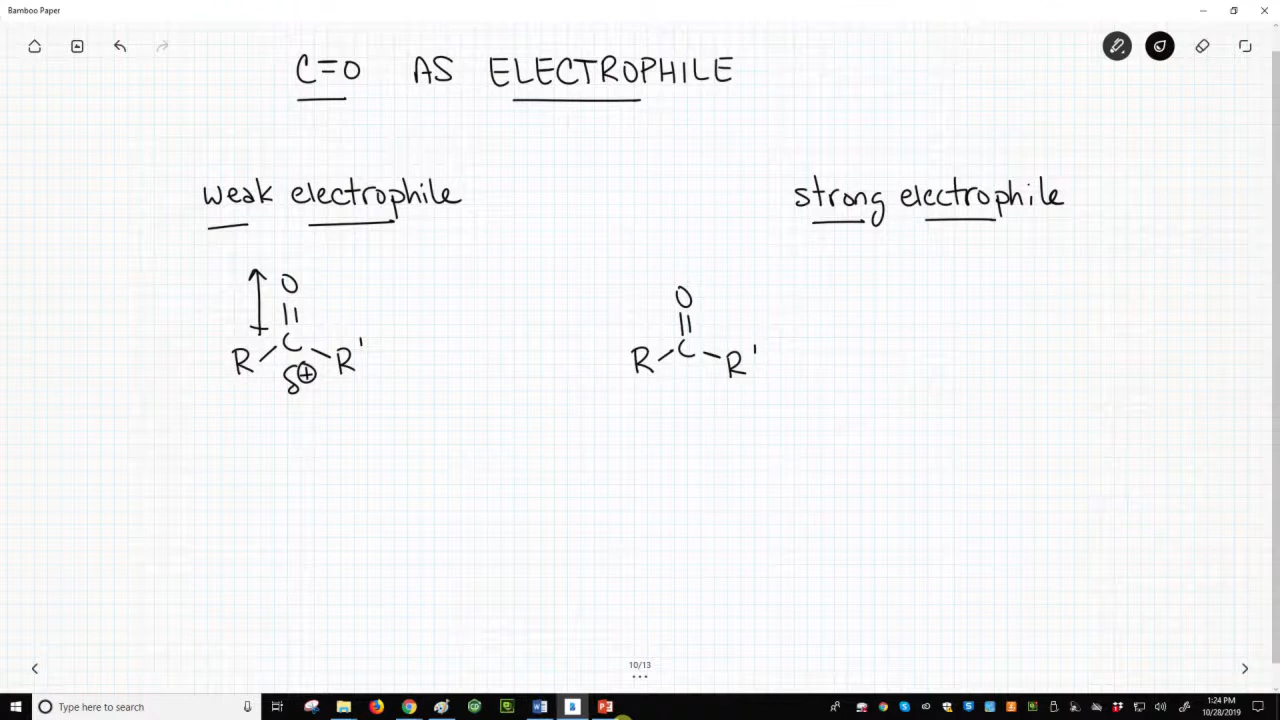 Bamboo Paper
C=O AS ELECTROPHILE
weak electrophile
strong electrophile
O
||
C
R R'
δ⊕
O
||
C
R R'
10/13
Type here to search
1:24 PM
10/28/2019